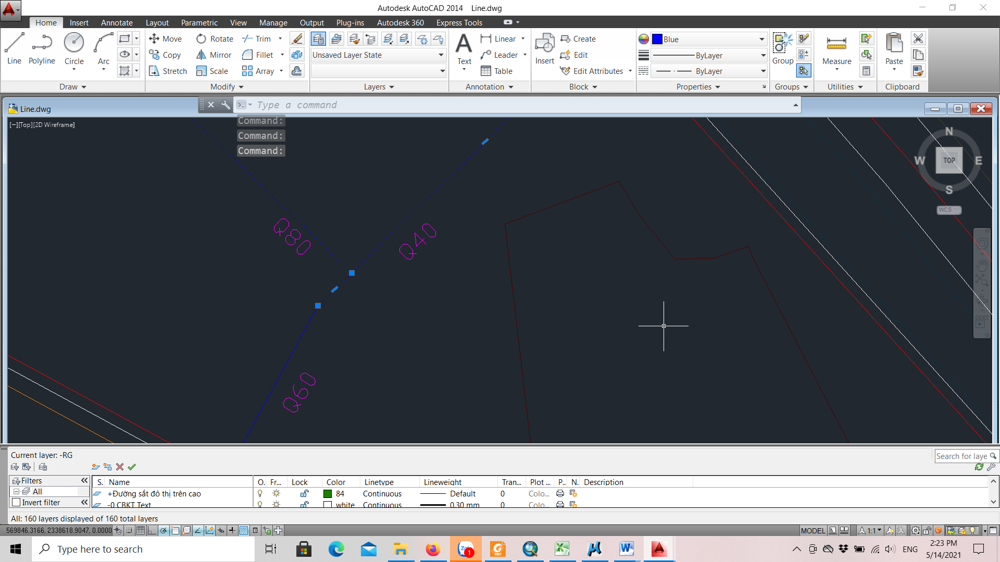 Autodesk AutoCAD 2014 Line.dwg
Home Insert Annotate Layout Parametric View Manage Output Plug-ins Autodesk 360 Express Tools
Line Polyline Circle Arc
Draw
Move Rotate Trim
Copy Mirror Fillet
Stretch Scale Array
Modify
Unsaved Layer State
Layers
Text
Linear
Leader
Table
Annotation
Insert
Create
Edit
Edit Attributes
Block
Blue
ByLayer
ByLayer
Properties
Group
Groups
Measure
Utilities
Paste
Clipboard
Line.dwg
Type a command
[−][Top][2D Wireframe]
Command:
Command:
Command:
N
W TOP E
S
WCS
Q80
Q40
Q60
Current layer: -RG
Search for laye
Filters
All
Invert filter
S. Name O. Fr... Lock Color Linetype Lineweight Tran... Plot ... P.. N. Description
+Đường sắt đô thị trên cao 84 Continuous Default 0 Colo...
-0 CBKT Text white Continuous 0.30 mm 0 Colo...
All: 160 layers displayed of 160 total layers
569846.3166, 2338618.9047, 0.0000
MODEL 1:1
Type here to search
1
PDF
ENG
2:23 PM
5/14/2021